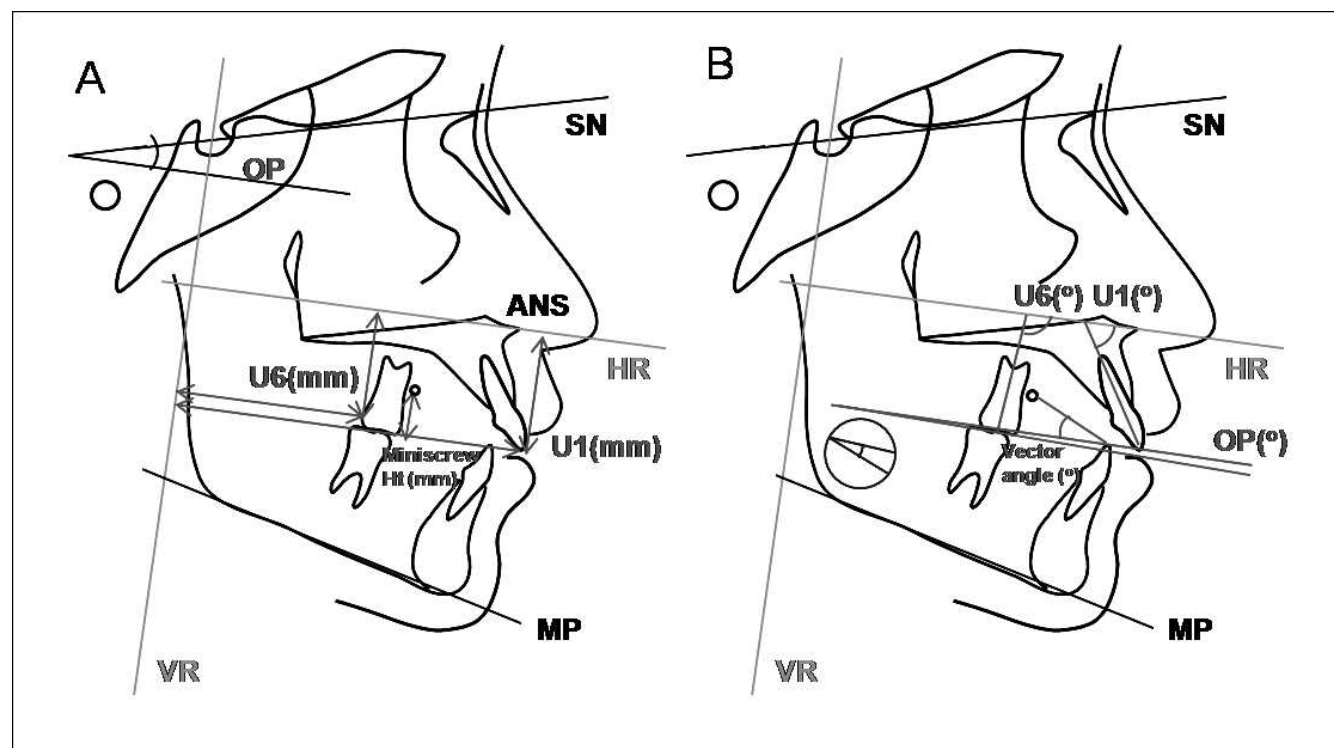 A
SN
OP
ANS
HR
U6(mm)
U1(mm)
Miniscrew
Ht (mm)
MP
VR
B
SN
U6(º) U1(º)
HR
OP(º)
Vector
angle (º)
MP
VR